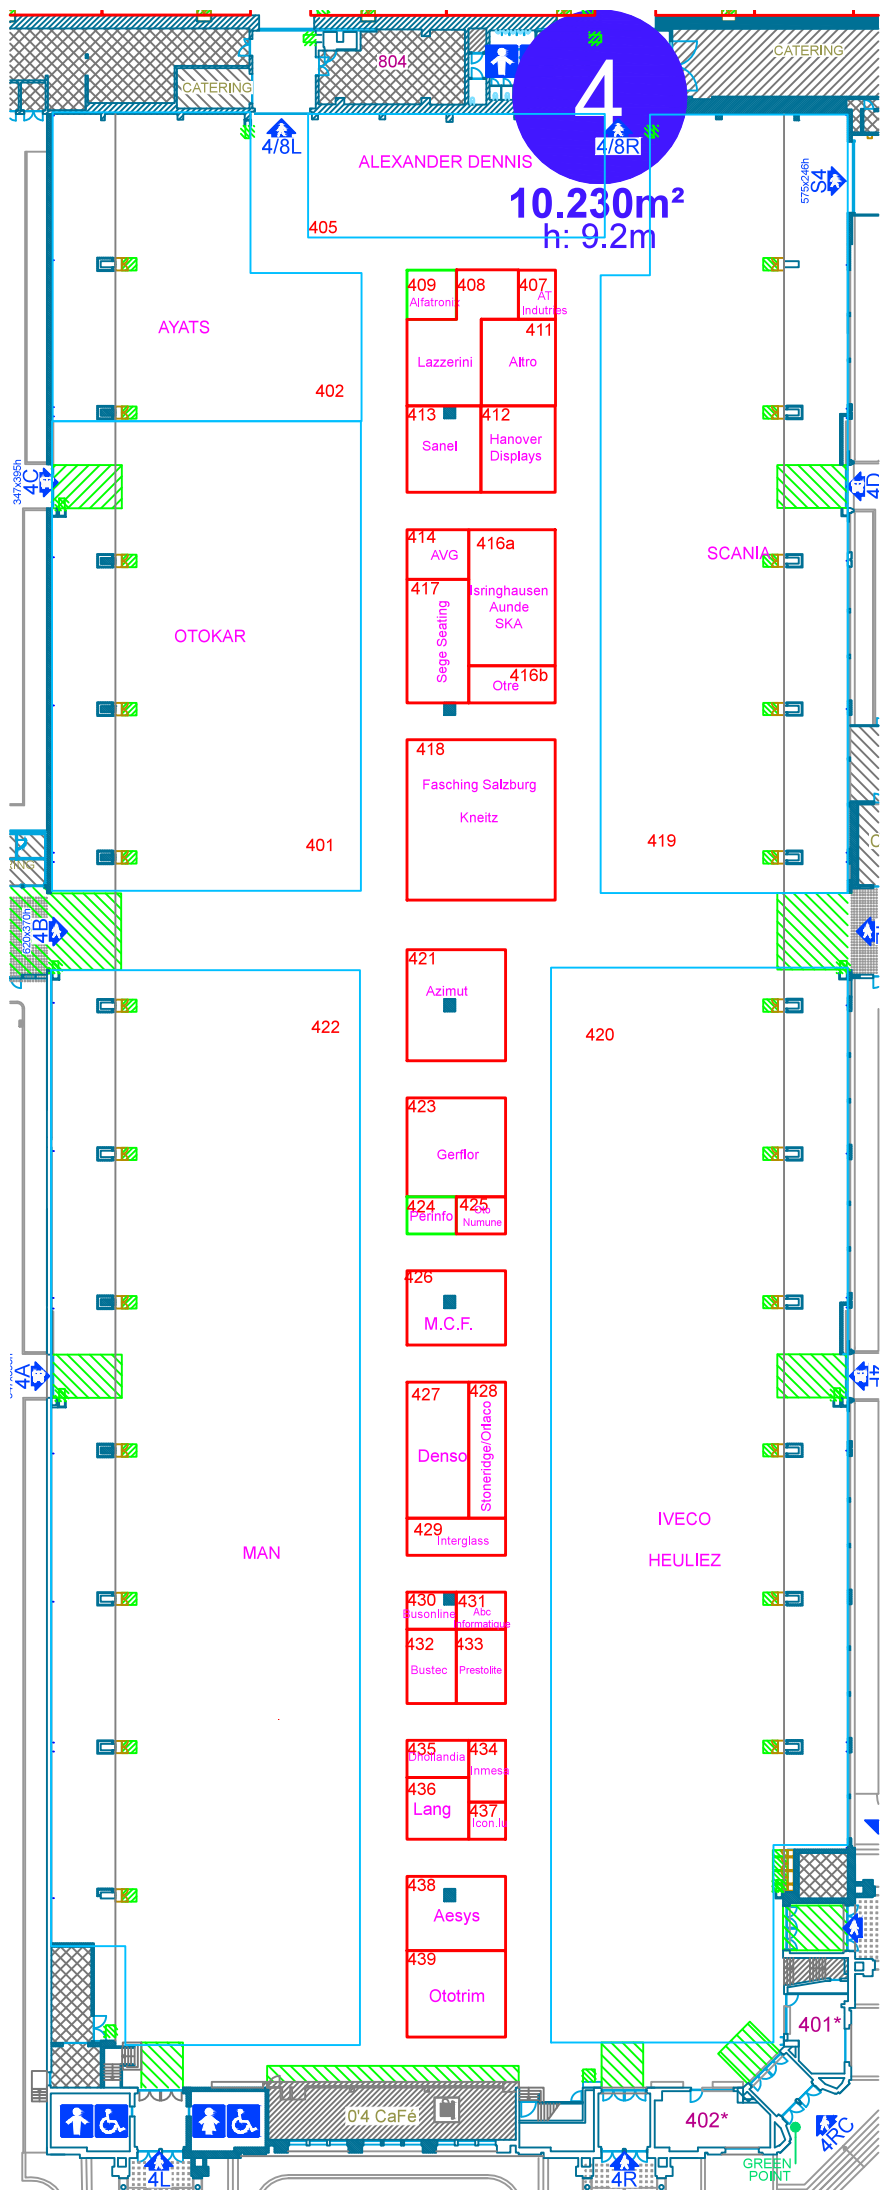 CATERING
804
4
CATERING
4/8L
4/8R
ALEXANDER DENNIS
575x246h
S4
10.230m²
h: 9.2m
405
409
408
407
Alfatronix
AT
Indutries
AYATS
411
Lazzerini
Altro
402
413
412
Sanel
Hanover
Displays
347x395h
4C
4D
414
416a
AVG
SCANIA
417
Isringhausen
Aunde
SKA
Sege Seating
OTOKAR
416b
Otre
418
Fasching Salzburg
Kneitz
401
419
620x370h
4B
421
Azimut
422
420
423
Gerflor
424
425
Perinfo
Oto
Numune
426
M.C.F.
4A
427
428
Denso
Stoneridge/Orlaco
429
Interglass
IVECO
HEULIEZ
MAN
430
431
Busonline
Abc
Informatique
432
433
Bustec
Prestolite
435
434
Dhollandia
Inmesa
436
Lang
437
Icon.lu
438
Aesys
439
Ototrim
401*
0'4 CaFé
402*
4L
4R
4RC
GREEN
POINT